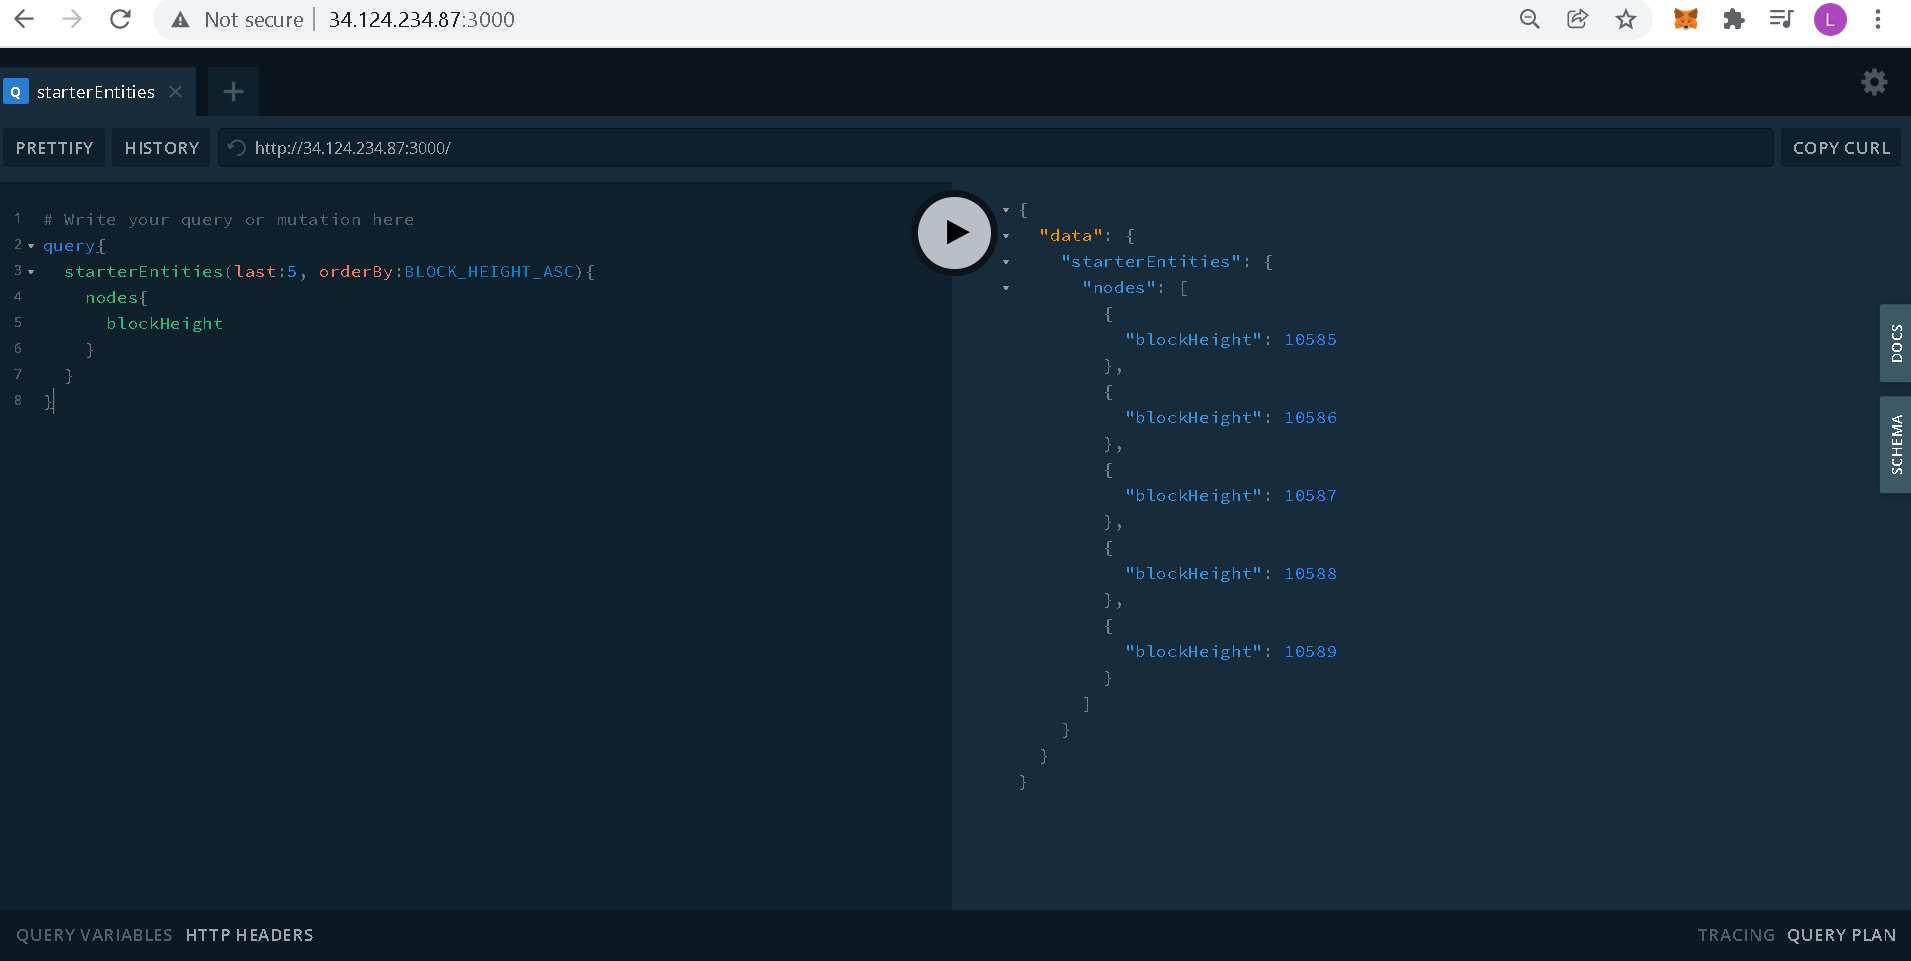 Not secure | 34.124.234.87:3000
L
Q starterEntities
PRETTIFY HISTORY http://34.124.234.87:3000/ COPY CURL
1 # Write your query or mutation here
2 query{
3 starterEntities(last:5, orderBy:BLOCK_HEIGHT_ASC){
4 nodes{
5 blockHeight
6 }
7 }
8 }
{
"data": {
"starterEntities": {
"nodes": [
{
"blockHeight": 10585
},
{
"blockHeight": 10586
},
{
"blockHeight": 10587
},
{
"blockHeight": 10588
},
{
"blockHeight": 10589
}
]
}
}
}
DOCS
SCHEMA
QUERY VARIABLES HTTP HEADERS
TRACING QUERY PLAN